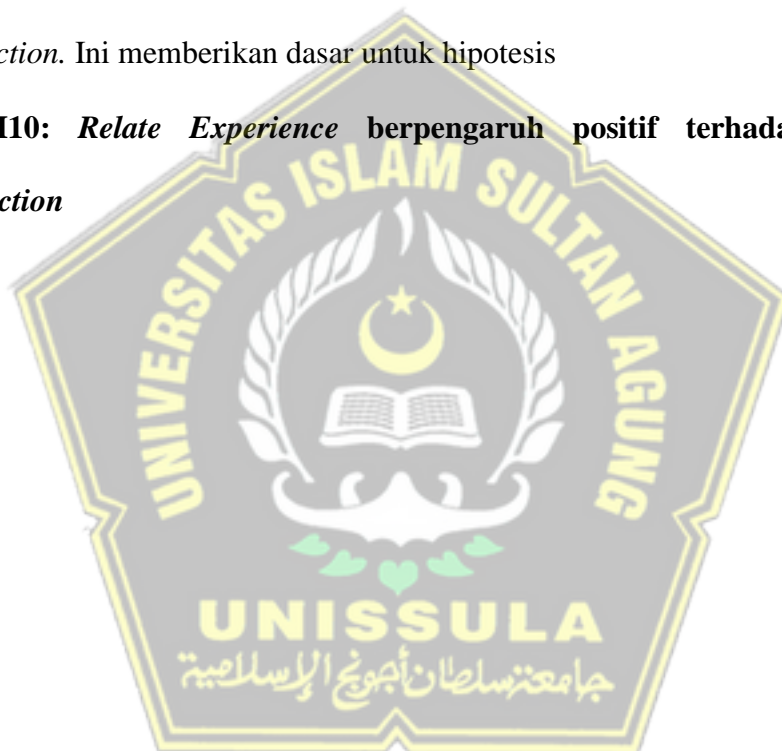 ction. Ini memberikan dasar untuk hipotesis
10: Relate Experience berpengaruh positif terhada
ction
UNIVERSITAS ISLAM SULTAN AGUNG
UNISSULA
جامعة سلطان أجونج الإسلامية